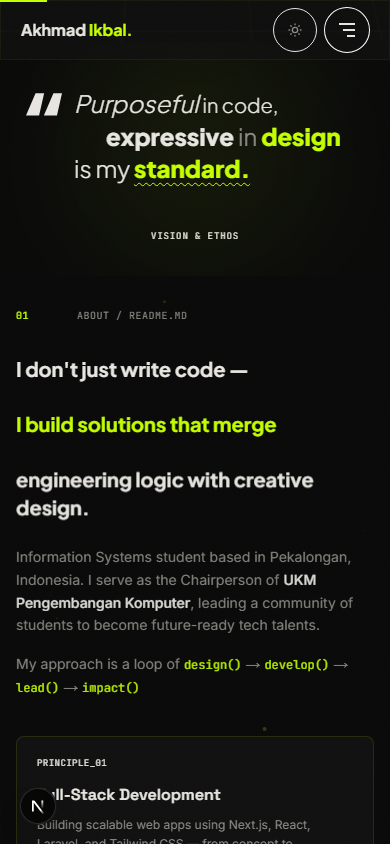 Akhmad Ikbal.
Purposeful in code,
expressive in design
is my standard.
VISION & ETHOS
01 ABOUT / README.MD
I don't just write code —
I build solutions that merge
engineering logic with creative
design.
Information Systems student based in Pekalongan,
Indonesia. I serve as the Chairperson of UKM
Pengembangan Komputer, leading a community of
students to become future-ready tech talents.
My approach is a loop of design() → develop() →
lead() → impact()
PRINCIPLE_01
Full-Stack Development
N
Building scalable web apps using Next.js, React,
Laravel, and Tailwind CSS — from concept to